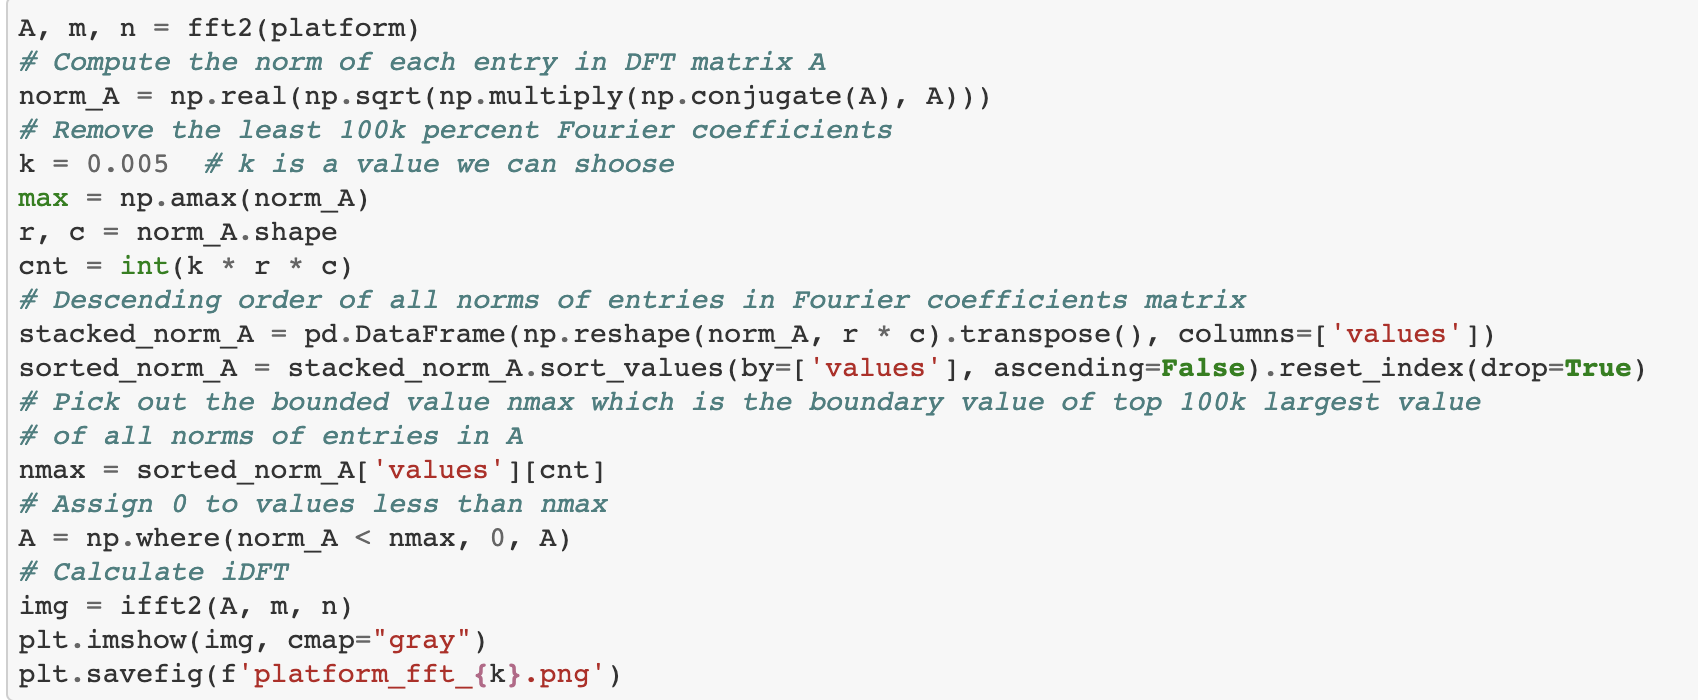 A, m, n = fft2(platform)
# Compute the norm of each entry in DFT matrix A
norm_A = np.real(np.sqrt(np.multiply(np.conjugate(A), A)))
# Remove the least 100k percent Fourier coefficients
k = 0.005  # k is a value we can shoose
max = np.amax(norm_A)
r, c = norm_A.shape
cnt = int(k * r * c)
# Descending order of all norms of entries in Fourier coefficients matrix
stacked_norm_A = pd.DataFrame(np.reshape(norm_A, r * c).transpose(), columns=['values'])
sorted_norm_A = stacked_norm_A.sort_values(by=['values'], ascending=False).reset_index(drop=True)
# Pick out the bounded value nmax which is the boundary value of top 100k largest value
# of all norms of entries in A
nmax = sorted_norm_A['values'][cnt]
# Assign 0 to values less than nmax
A = np.where(norm_A < nmax, 0, A)
# Calculate iDFT
img = ifft2(A, m, n)
plt.imshow(img, cmap="gray")
plt.savefig(f'platform_fft_{k}.png')